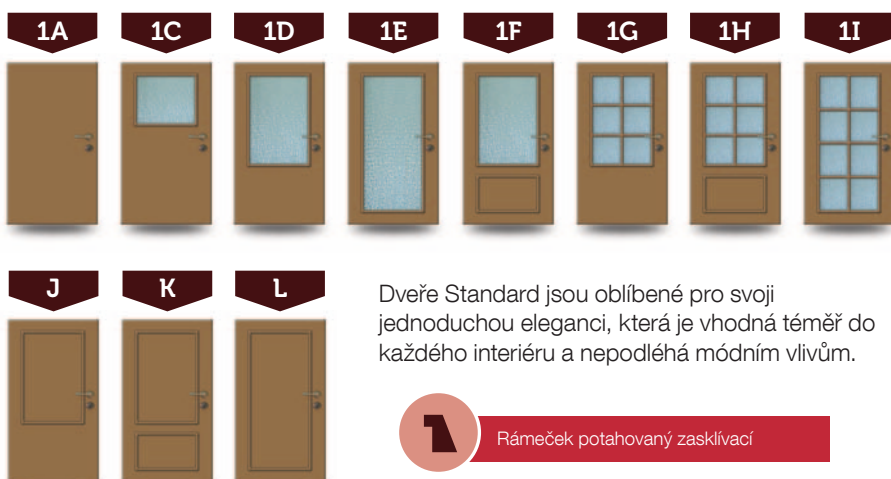 1A 1C 1D 1E 1F 1G 1H 1I
J K L
Dveře Standard jsou oblíbené pro svoji
jednoduchou eleganci, která je vhodná téměř do
každého interiéru a nepodléhá módním vlivům.
Rámeček potahovaný zasklívací